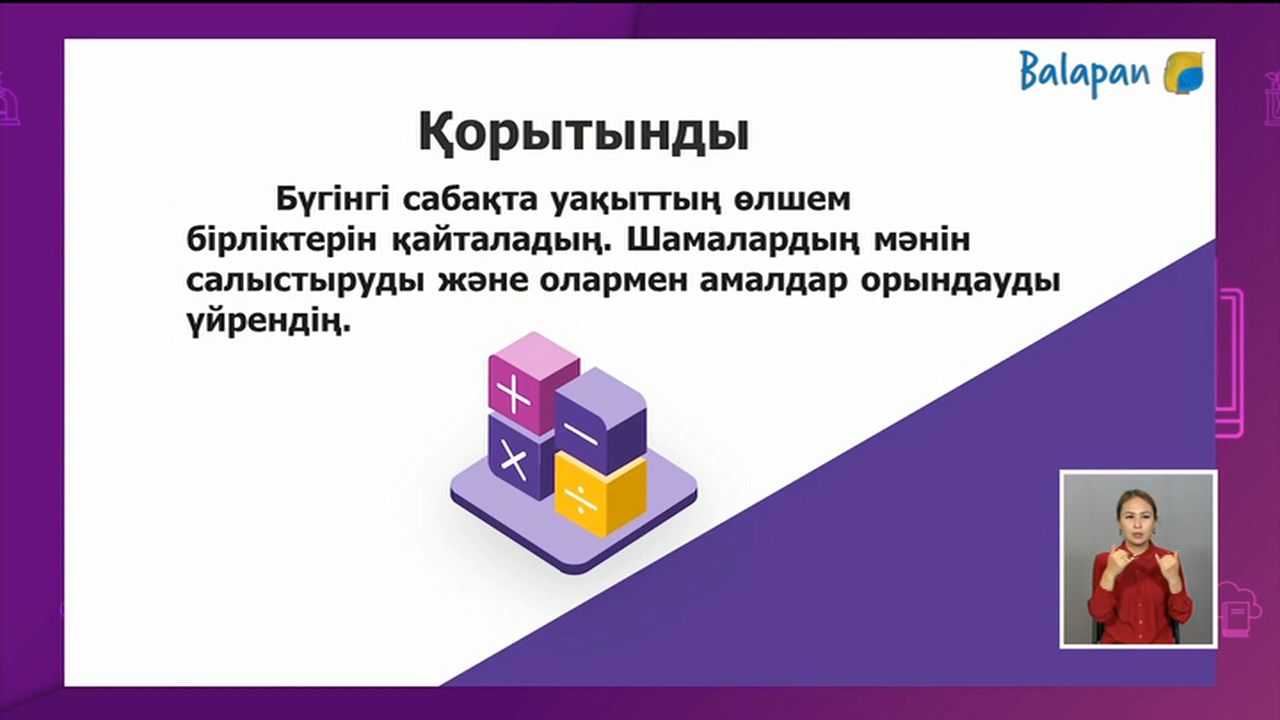 Balapan
Қорытынды
Бүгінгі сабақта уақыттың өлшем
бірліктерін қайталадың. Шамалардың мәнін
салыстыруды және олармен амалдар орындауды
үйрендің.